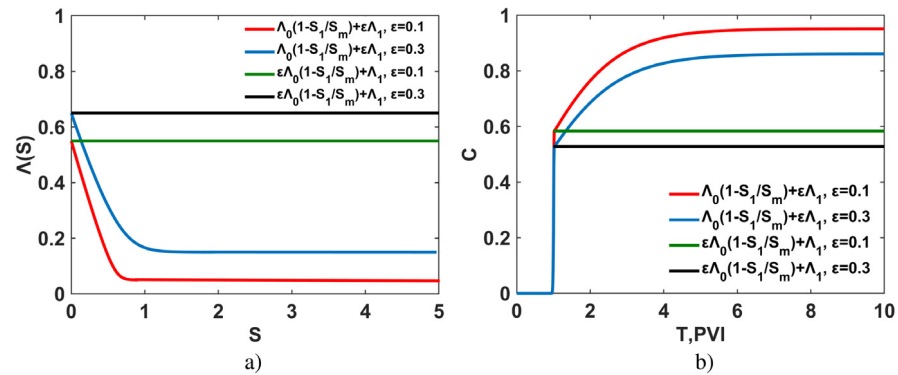 1
0.8
0.6
0.4
0.2
0
Λ(S)
Λ₀(1-S₁/Sₘ)+εΛ₁, ε=0.1
Λ₀(1-S₁/Sₘ)+εΛ₁, ε=0.3
εΛ₀(1-S₁/Sₘ)+Λ₁, ε=0.1
εΛ₀(1-S₁/Sₘ)+Λ₁, ε=0.3
0 1 2 3 4 5
S
a)
1
0.8
0.6
0.4
0.2
0
C
Λ₀(1-S₁/Sₘ)+εΛ₁, ε=0.1
Λ₀(1-S₁/Sₘ)+εΛ₁, ε=0.3
εΛ₀(1-S₁/Sₘ)+Λ₁, ε=0.1
εΛ₀(1-S₁/Sₘ)+Λ₁, ε=0.3
0 2 4 6 8 10
T,PVI
b)